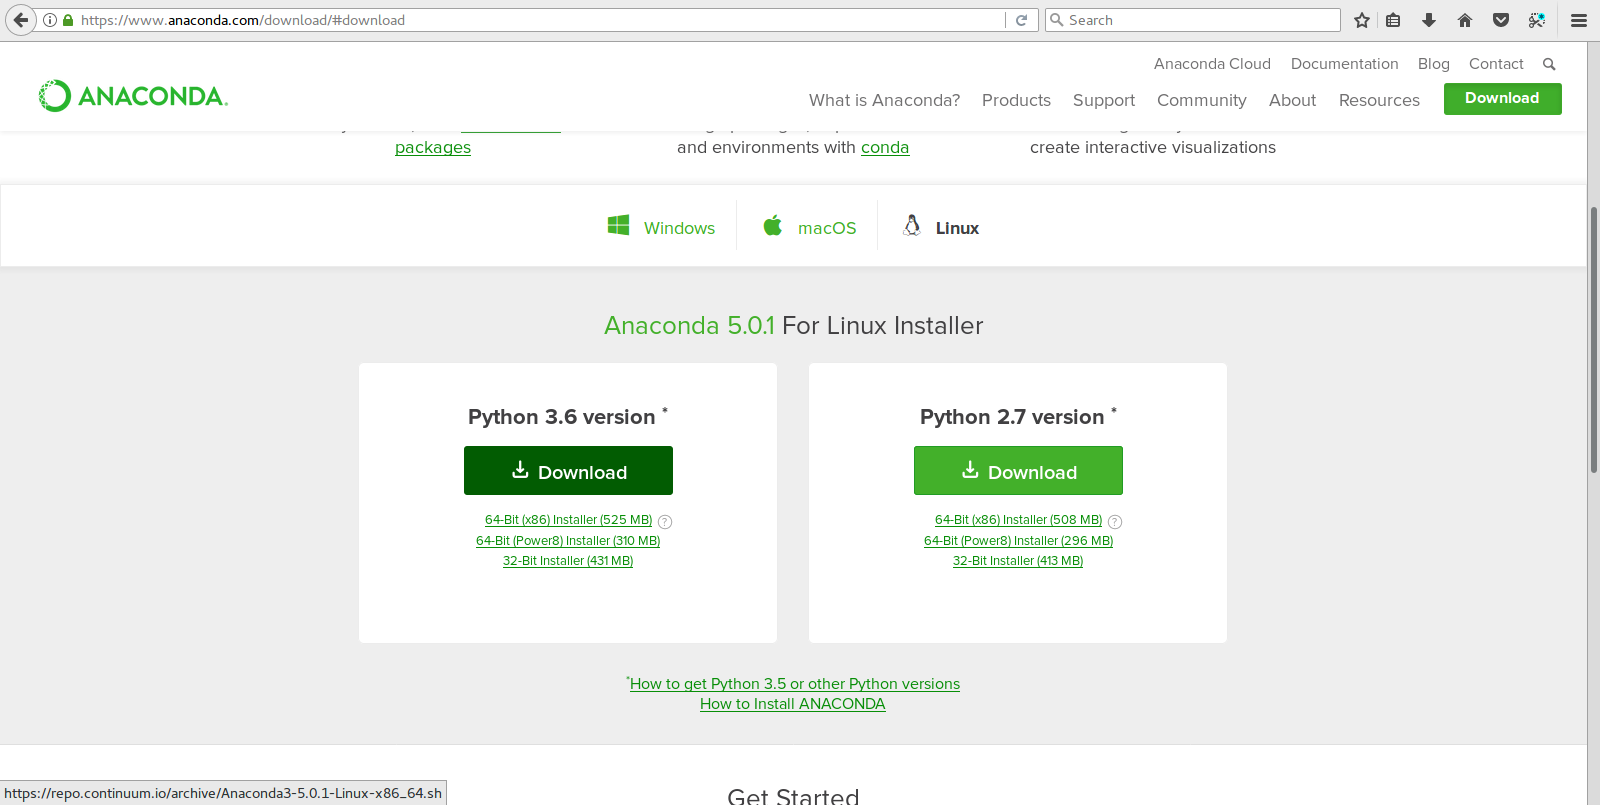 https://www.anaconda.com/download/#download
Search
Anaconda Cloud Documentation Blog Contact
ANACONDA.
What is Anaconda? Products Support Community About Resources Download
packages
and environments with conda
create interactive visualizations
Windows macOS Linux
Anaconda 5.0.1 For Linux Installer
Python 3.6 version *
Download
64-Bit (x86) Installer (525 MB) ?
64-Bit (Power8) Installer (310 MB)
32-Bit Installer (431 MB)
Python 2.7 version *
Download
64-Bit (x86) Installer (508 MB) ?
64-Bit (Power8) Installer (296 MB)
32-Bit Installer (413 MB)
*How to get Python 3.5 or other Python versions
How to Install ANACONDA
Get Started
https://repo.continuum.io/archive/Anaconda3-5.0.1-Linux-x86_64.sh